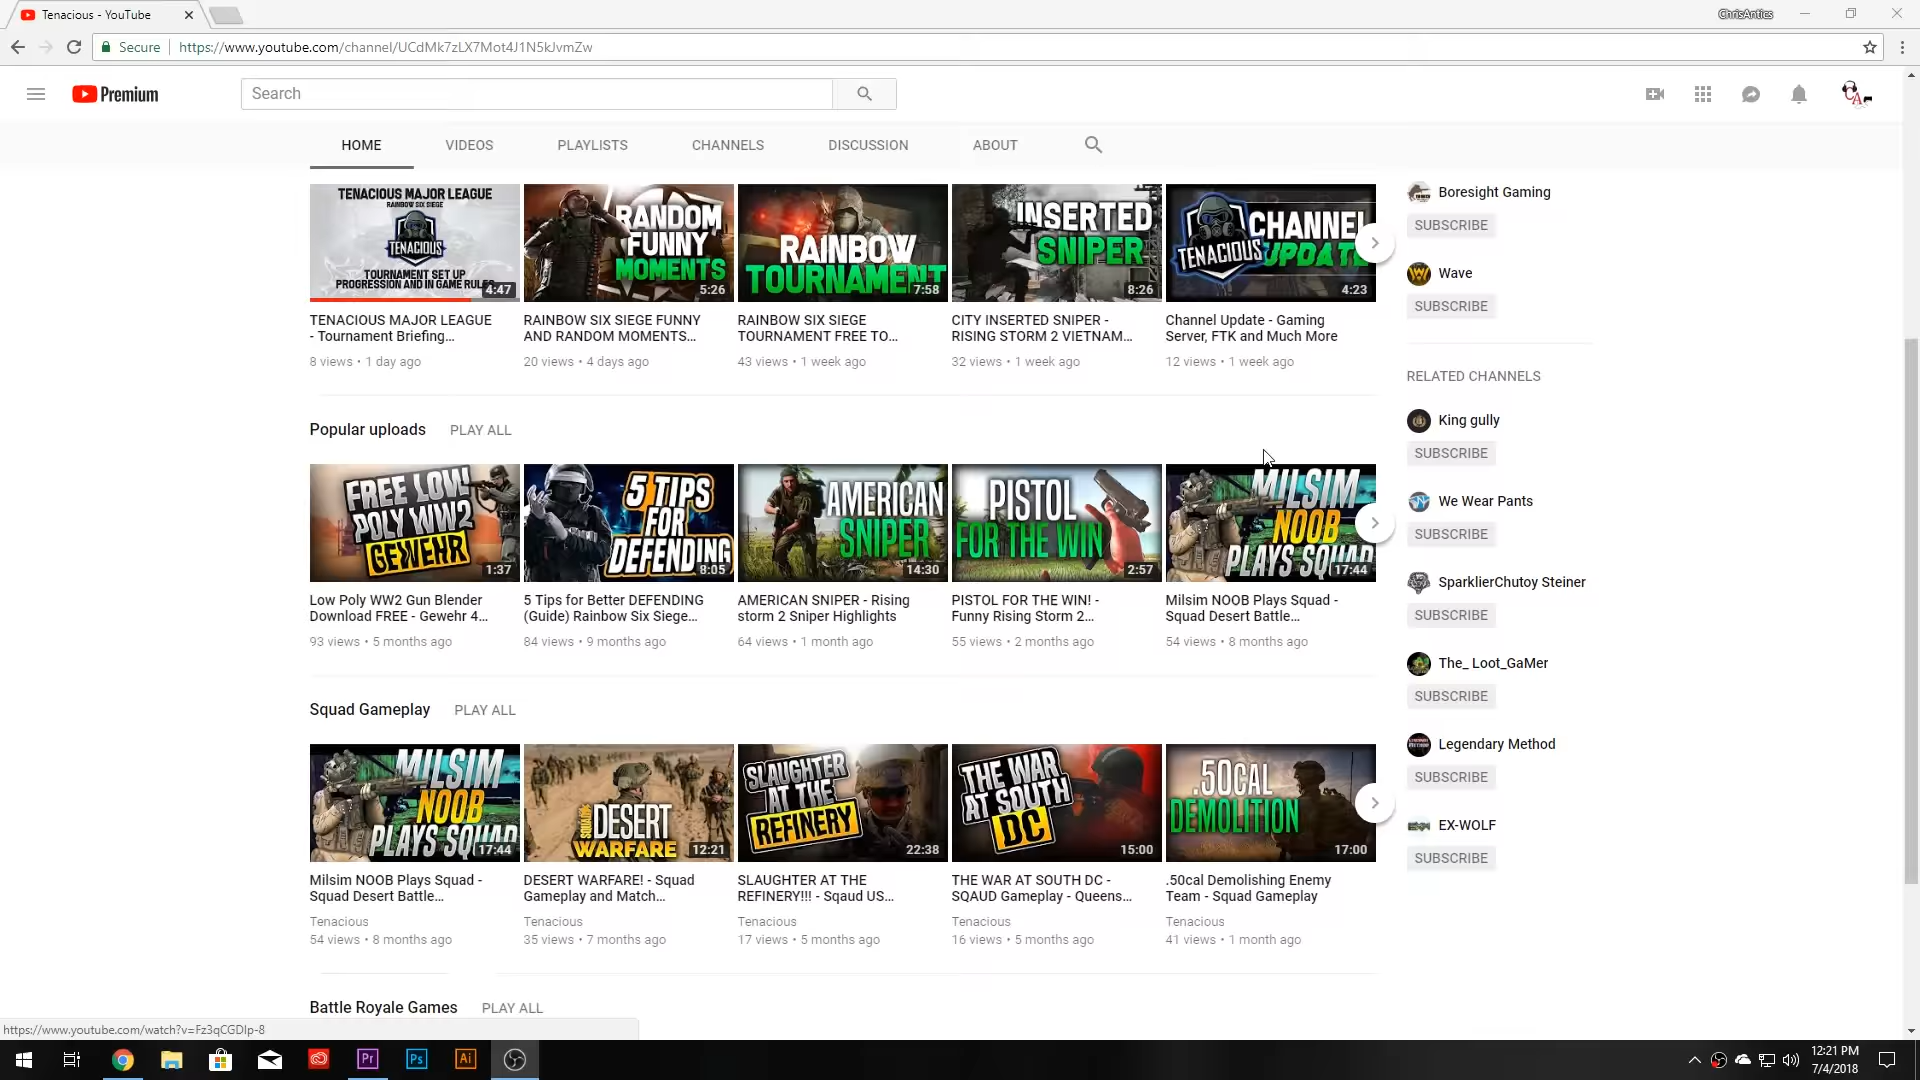 Tenacious - YouTube
ChrisAntics
Secure
https://www.youtube.com/channel/UCdMk7zLX7Mot4J1N5kJvmZw
Premium
Search
HOME
VIDEOS
PLAYLISTS
CHANNELS
DISCUSSION
ABOUT
TENACIOUS MAJOR LEAGUE
RAINBOW SIX SIEGE
TENACIOUS
TOURNAMENT SET UP
PROGRESSION AND IN GAME RULES
4:47
RANDOM
FUNNY
MOMENTS
5:26
RAINBOW
TOURNAMENT
7:58
INSERTED
SNIPER
8:26
TENACIOUS
CHANNEL
UPDATE
4:23
TENACIOUS MAJOR LEAGUE
- Tournament Briefing...
8 views • 1 day ago
RAINBOW SIX SIEGE FUNNY
AND RANDOM MOMENTS...
20 views • 4 days ago
RAINBOW SIX SIEGE
TOURNAMENT FREE TO...
43 views • 1 week ago
CITY INSERTED SNIPER -
RISING STORM 2 VIETNAM...
32 views • 1 week ago
Channel Update - Gaming
Server, FTK and Much More
12 views • 1 week ago
Popular uploads
PLAY ALL
FREE LOW
POLY WW2
GEWEHR
1:37
5 TIPS
FOR
DEFENDING
8:05
AMERICAN
SNIPER
14:30
PISTOL
FOR THE WIN
2:57
MILSIM
NOOB
PLAYS SQUAD
17:44
Low Poly WW2 Gun Blender
Download FREE - Gewehr 4...
93 views • 5 months ago
5 Tips for Better DEFENDING
(Guide) Rainbow Six Siege...
84 views • 9 months ago
AMERICAN SNIPER - Rising
storm 2 Sniper Highlights
64 views • 1 month ago
PISTOL FOR THE WIN! -
Funny Rising Storm 2...
55 views • 2 months ago
Milsim NOOB Plays Squad -
Squad Desert Battle...
54 views • 8 months ago
Squad Gameplay
PLAY ALL
MILSIM
NOOB
PLAYS SQUAD
17:44
SQUAD
DESERT
WARFARE
12:21
SLAUGHTER
AT THE
REFINERY
22:38
THE WAR
AT SOUTH
DC
15:00
.50CAL
DEMOLITION
17:00
Milsim NOOB Plays Squad -
Squad Desert Battle...
Tenacious
54 views • 8 months ago
DESERT WARFARE! - Squad
Gameplay and Match...
Tenacious
35 views • 7 months ago
SLAUGHTER AT THE
REFINERY!!! - Sqaud US...
Tenacious
17 views • 5 months ago
THE WAR AT SOUTH DC -
SQAUD Gameplay - Queens...
Tenacious
16 views • 5 months ago
.50cal Demolishing Enemy
Team - Squad Gameplay
Tenacious
41 views • 1 month ago
Battle Royale Games
PLAY ALL
Boresight Gaming
SUBSCRIBE
Wave
SUBSCRIBE
RELATED CHANNELS
King gully
SUBSCRIBE
We Wear Pants
SUBSCRIBE
SparklierChutoy Steiner
SUBSCRIBE
The_ Loot_GaMer
SUBSCRIBE
Legendary Method
SUBSCRIBE
EX-WOLF
SUBSCRIBE
https://www.youtube.com/watch?v=Fz3qCGDIp-8
Pr
Ps
Ai
12:21 PM
7/4/2018